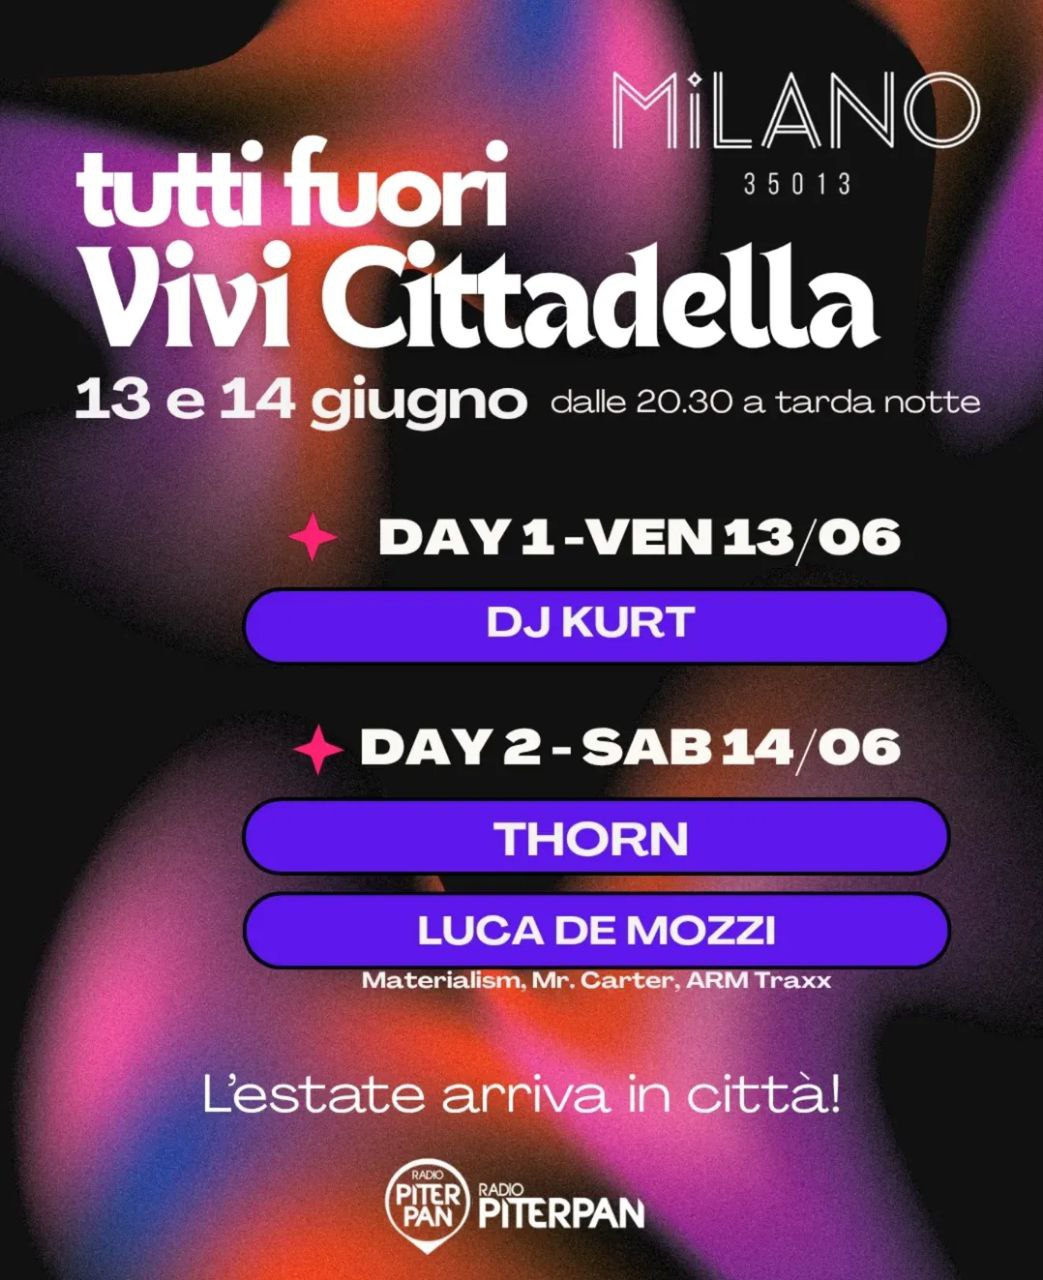 MiLANO
35013
tutti fuori
Vivi Cittadella
13 e 14 giugno dalle 20.30 a tarda notte
DAY 1 -VEN 13/06
DJ KURT
DAY 2 - SAB 14/06
THORN
LUCA DE MOZZI
Materialism, Mr. Carter, ARM Traxx
L'estate arriva in città!
RADIO
PITER
PAN
RADIO
PITERPAN